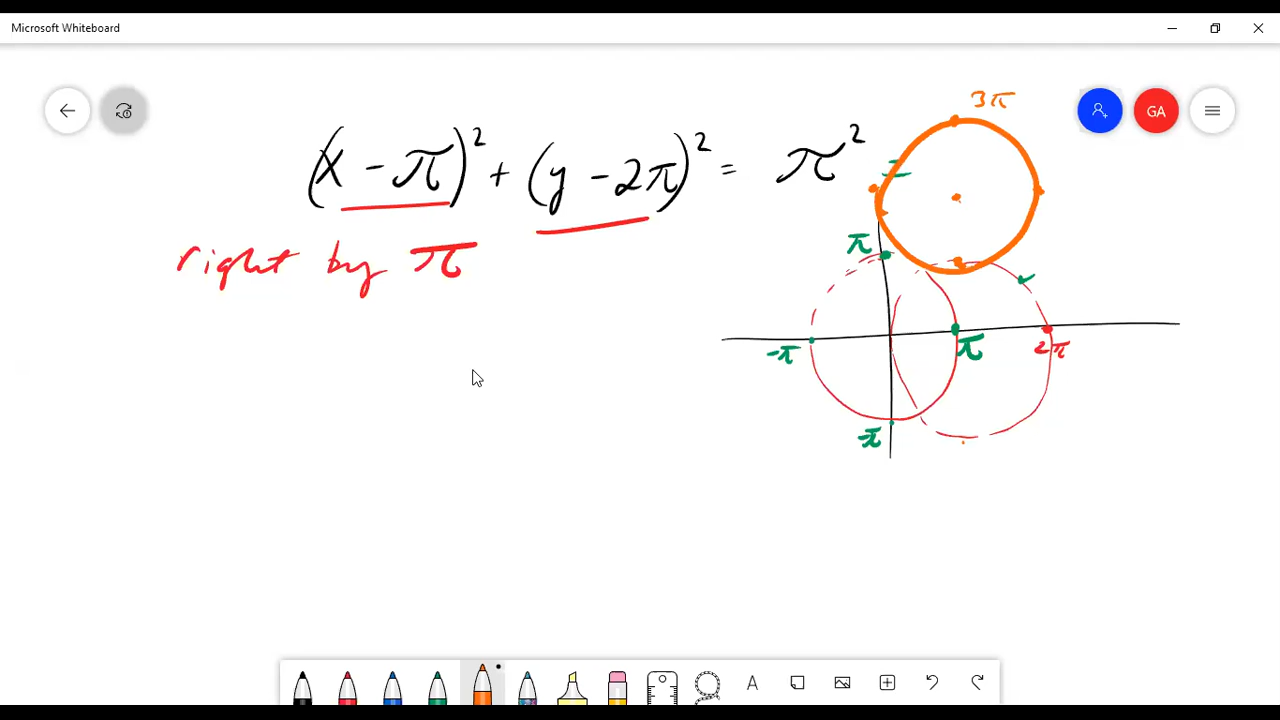 Microsoft Whiteboard
GA
3π
(x - π)² + (y - 2π)² = π²
right by π
π
-π
π
2π
-π
A